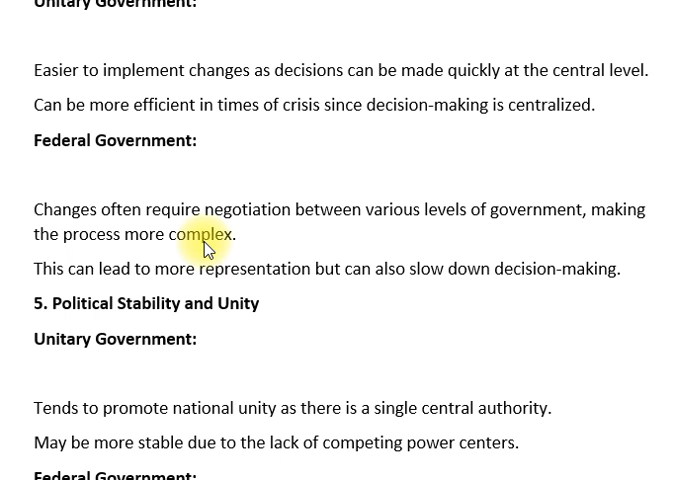 Unitary Government:
Easier to implement changes as decisions can be made quickly at the central level.
Can be more efficient in times of crisis since decision-making is centralized.
Federal Government:
Changes often require negotiation between various levels of government, making
the process more complex.
This can lead to more representation but can also slow down decision-making.
5. Political Stability and Unity
Unitary Government:
Tends to promote national unity as there is a single central authority.
May be more stable due to the lack of competing power centers.
Federal Government: